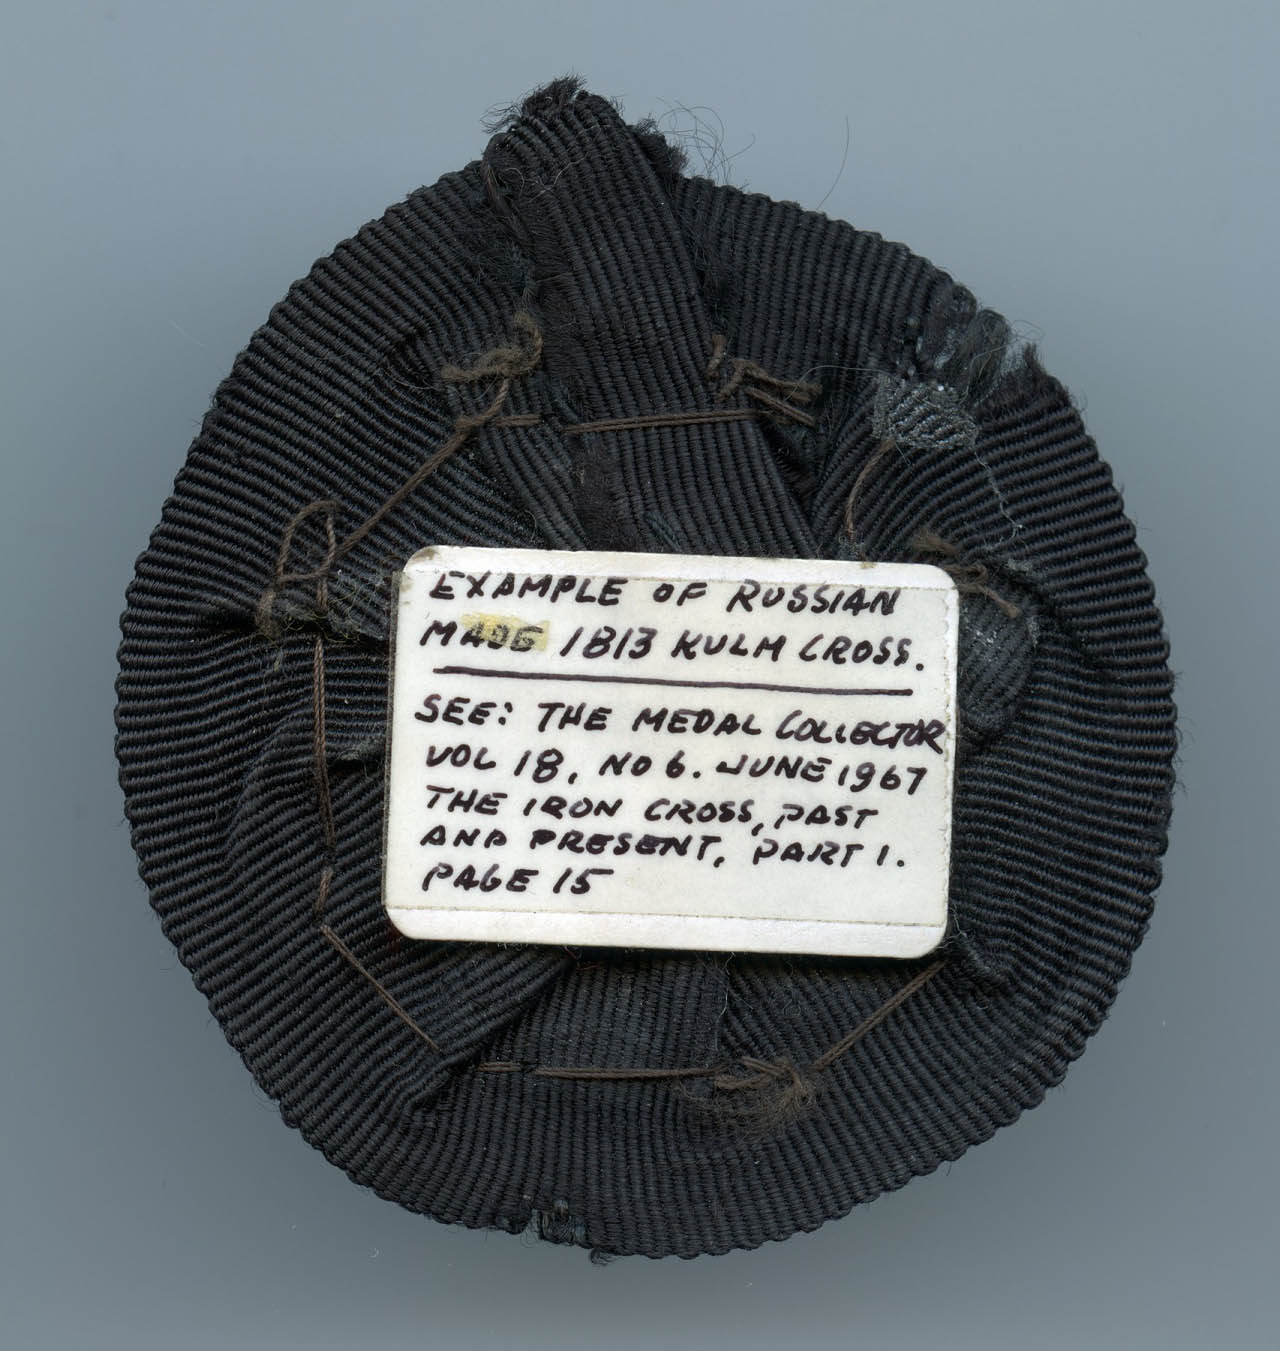 EXAMPLE OF RUSSIAN
MADE 1813 KULM CROSS.
SEE: THE MEDAL COLLECTOR
VOL 18, NO 6. JUNE 1967
THE IRON CROSS, PAST
AND PRESENT, PART 1.
PAGE 15